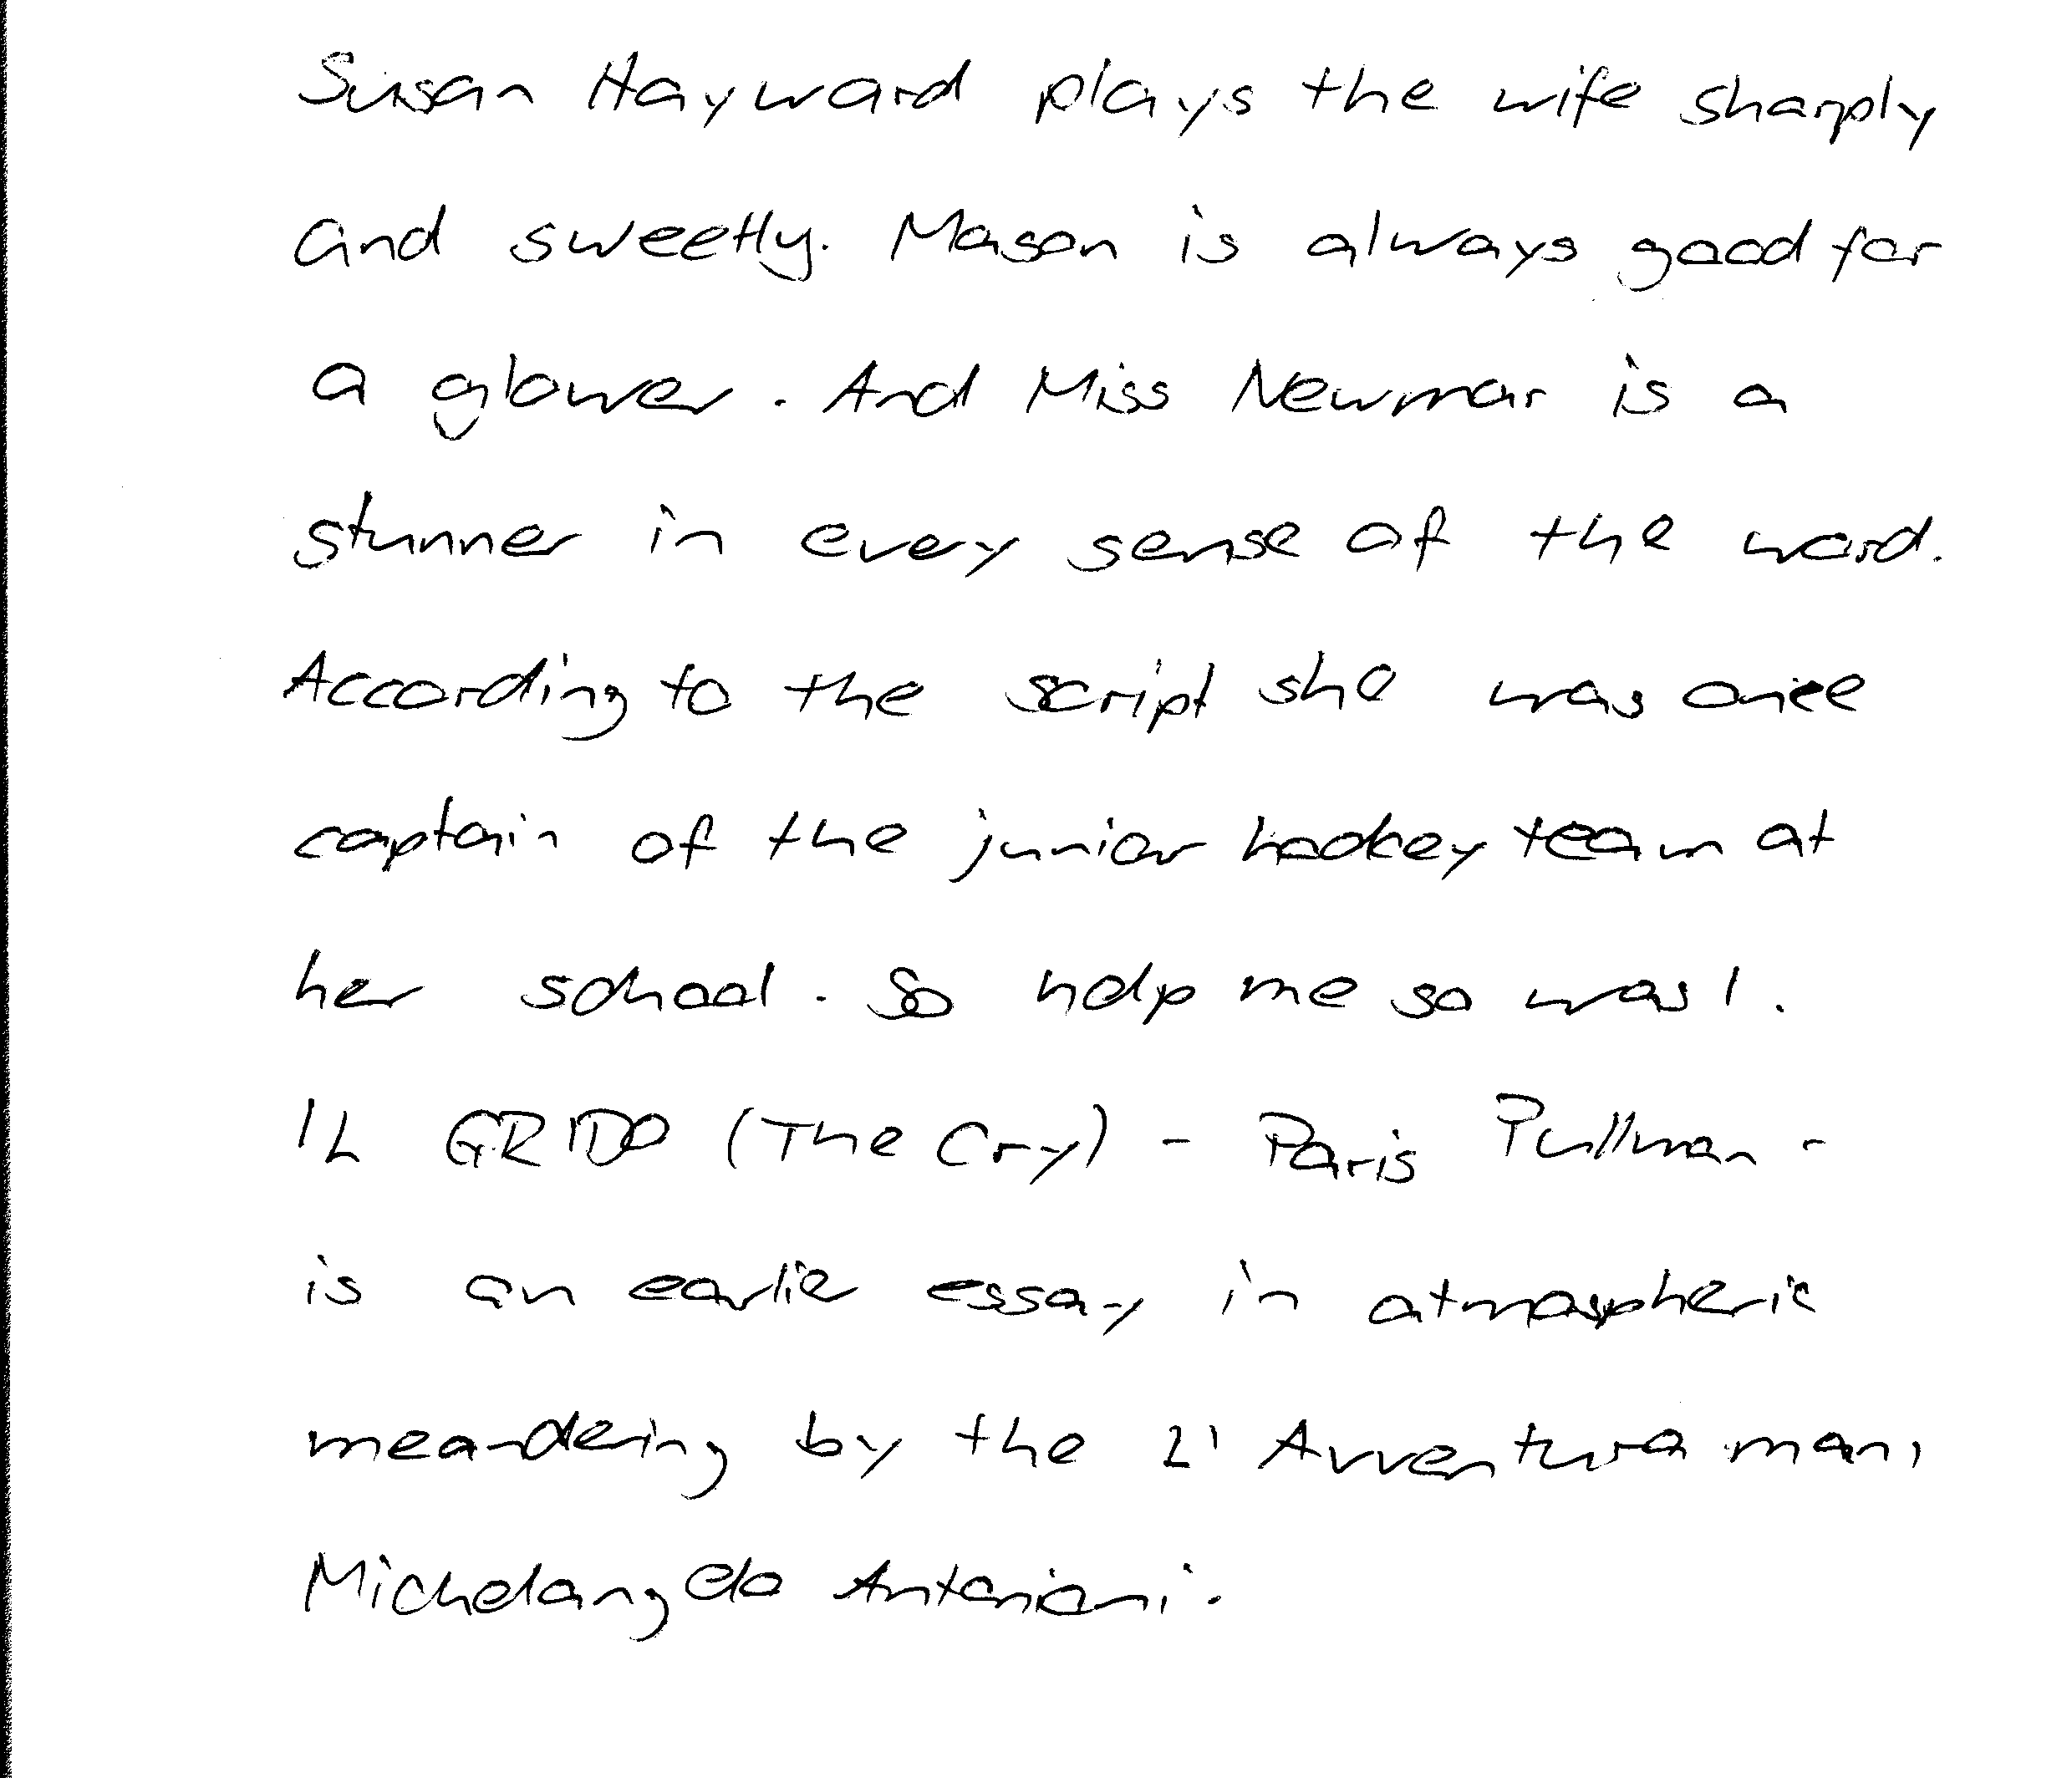 Susan Hayward plays the wife sharply
and sweetly. Mason is always good for
a glower. And Miss Newmar is a
stunner in every sense of the word.
According to the script she was once
captain of the junior hockey team at
her school. So help me so was I.
IL GRIDO (The Cry) - Paris Pullman -
is an earlie essay in atmospheric
meandering by the L'Avventura man,
Michelangelo Antonioni.